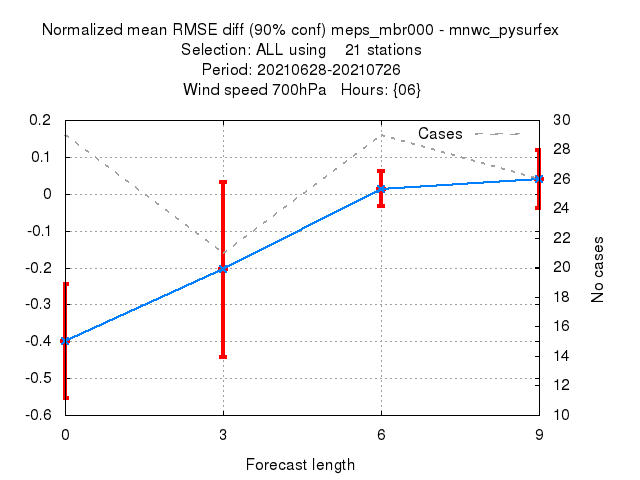 Normalized mean RMSE diff (90% conf) meps_mbr000 - mnwc_pysurfex
Selection: ALL using 21 stations
Period: 20210628-20210726
Wind speed 700hPa Hours: {06}
Cases
0.2
0.1
0
-0.1
-0.2
-0.3
-0.4
-0.5
-0.6
30
28
26
24
22
20
18
16
14
12
10
No cases
0 3 6 9
Forecast length